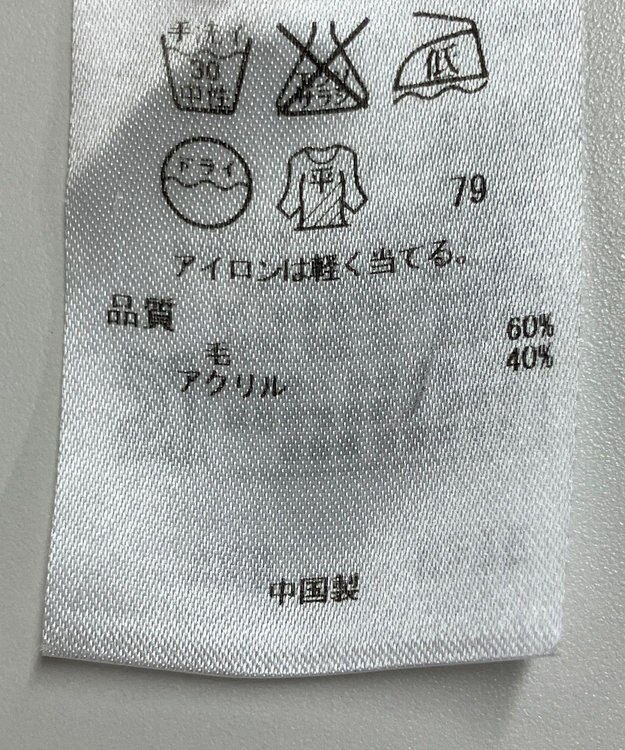 手洗イ
30
中性
エンソ
サラシ
低
ドライ
平
79
アイロンは軽く当てる。
品質
毛 60%
アクリル 40%
中国製